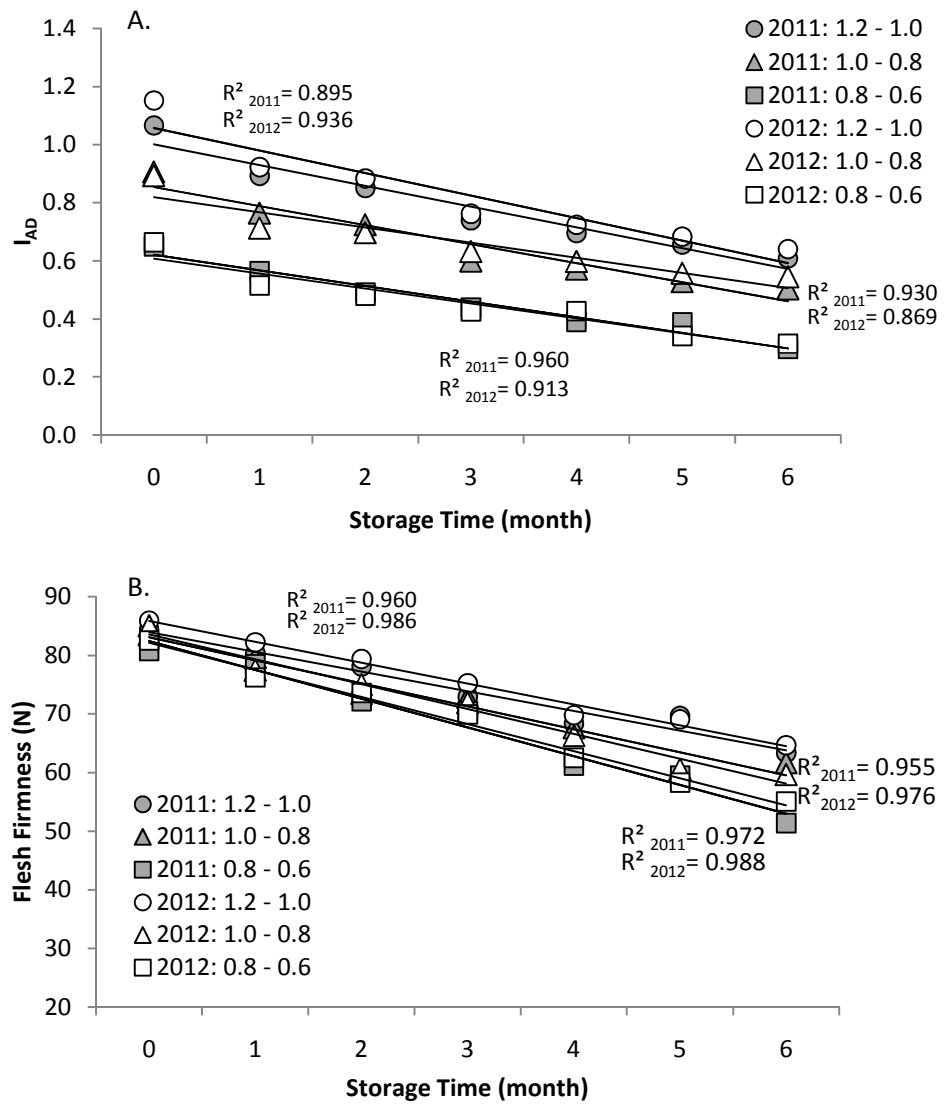 A.
1.4
1.2
1.0
0.8
0.6
0.4
0.2
0.0
I_AD
R² 2011= 0.895
R² 2012= 0.936
2011: 1.2 - 1.0
2011: 1.0 - 0.8
2011: 0.8 - 0.6
2012: 1.2 - 1.0
2012: 1.0 - 0.8
2012: 0.8 - 0.6
R² 2011= 0.930
R² 2012= 0.869
R² 2011= 0.960
R² 2012= 0.913
0 1 2 3 4 5 6
Storage Time (month)
B.
90
80
70
60
50
40
30
20
Flesh Firmness (N)
R² 2011= 0.960
R² 2012= 0.986
R² 2011= 0.955
R² 2012= 0.976
R² 2011= 0.972
R² 2012= 0.988
2011: 1.2 - 1.0
2011: 1.0 - 0.8
2011: 0.8 - 0.6
2012: 1.2 - 1.0
2012: 1.0 - 0.8
2012: 0.8 - 0.6
0 1 2 3 4 5 6
Storage Time (month)